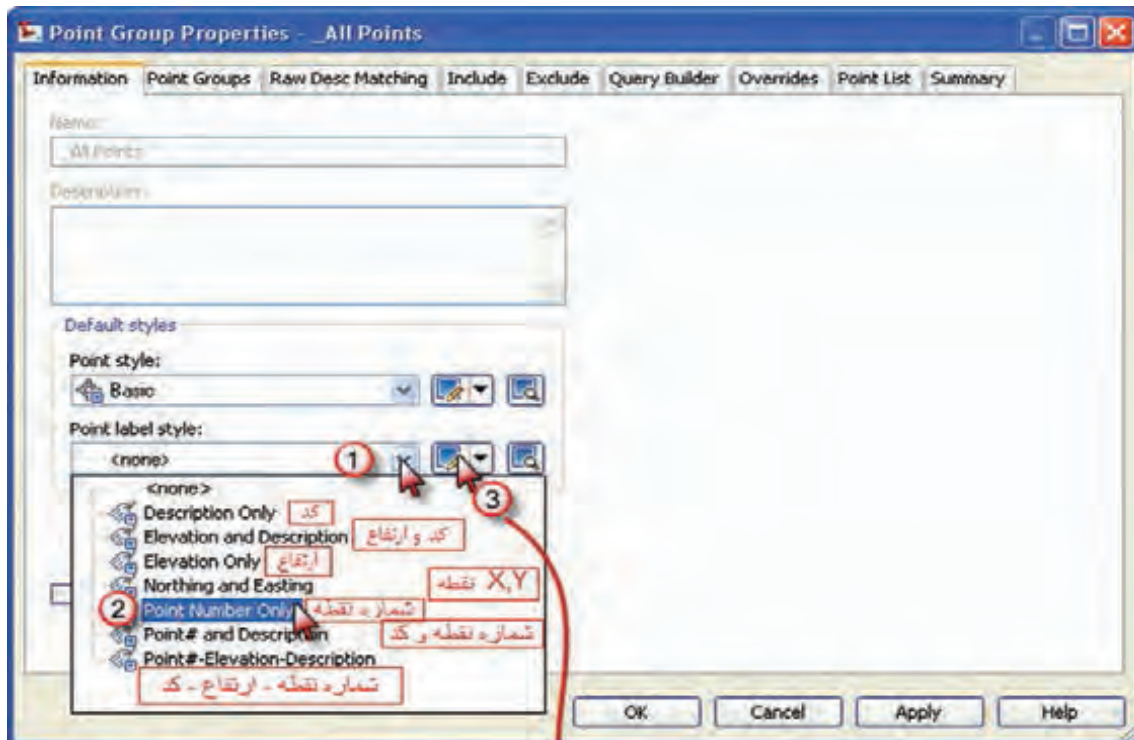 Point Group Properties - _All Points
Information Point Groups Raw Desc Matching Include Exclude Query Builder Overrides Point List Summary
Name:
_All Points
Description:
Default styles
Point style:
Basic
Point label style:
<none>
1
3
<none>
Description Only کد
Elevation and Description کد و ارتفاع
Elevation Only ارتفاع
Northing and Easting X,Y نقطه
2 Point Number Only شماره نقطه
Point# and Description شماره نقطه و کد
Point#-Elevation-Description
شماره نقطه - ارتفاع - کد
OK Cancel Apply Help